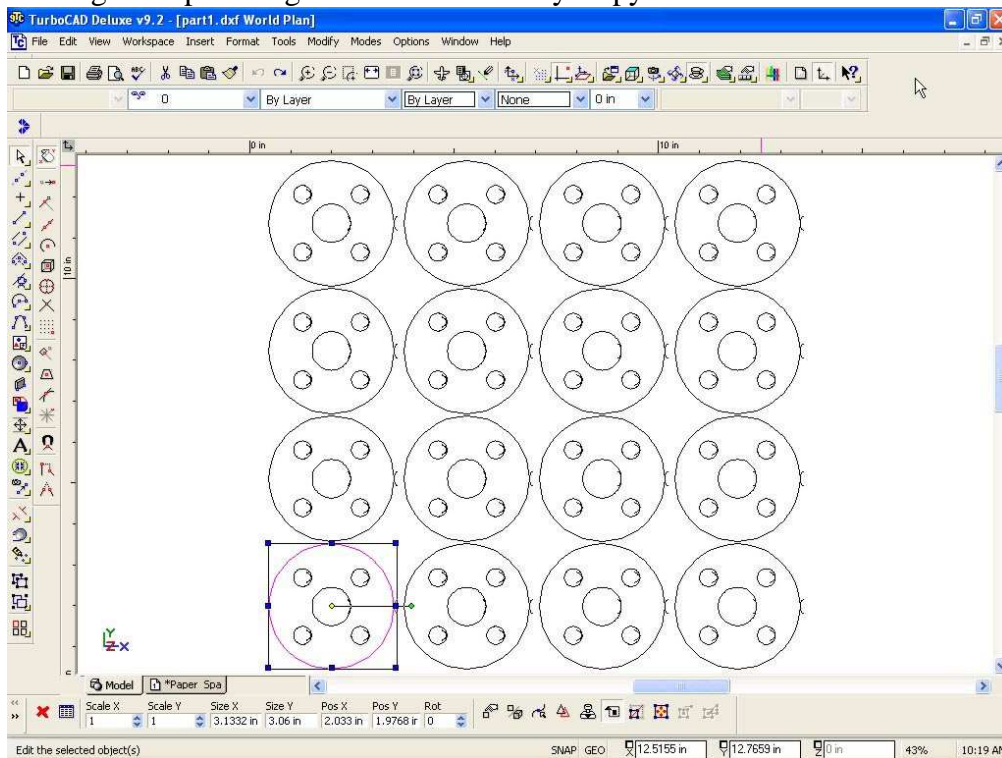 TurboCAD Deluxe v9.2 - [part1.dxf World Plan]
File Edit View Workspace Insert Format Tools Modify Modes Options Window Help
0 By Layer By Layer None 0 in
0 in 10 in
10 in
Y
Z X
Model *Paper Spa
Scale X Scale Y Size X Size Y Pos X Pos Y Rot
1 1 3.1332 in 3.06 in 2.033 in 1.9768 ir 0
Edit the selected object(s) SNAP GEO X 12.5155 in Y 12.7659 in Z 0 in 43% 10:19 AM